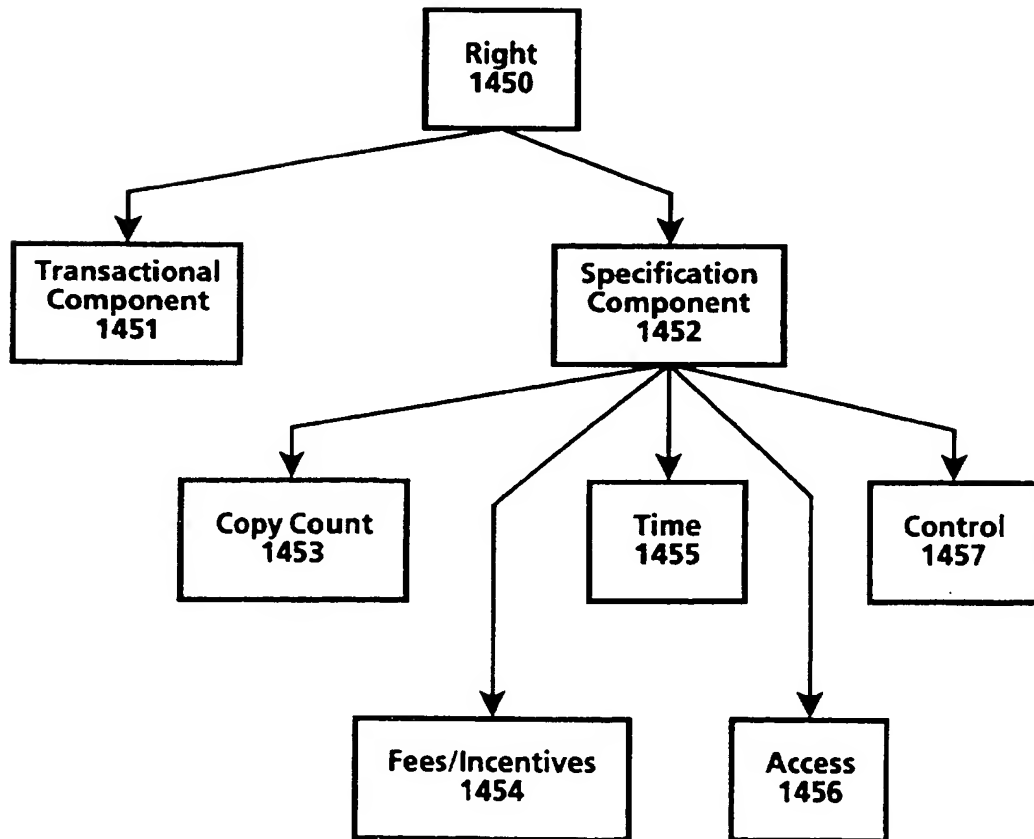 Right
1450
Transactional
Component
1451
Specification
Component
1452
Copy Count
1453
Time
1455
Control
1457
Fees/Incentives
1454
Access
1456